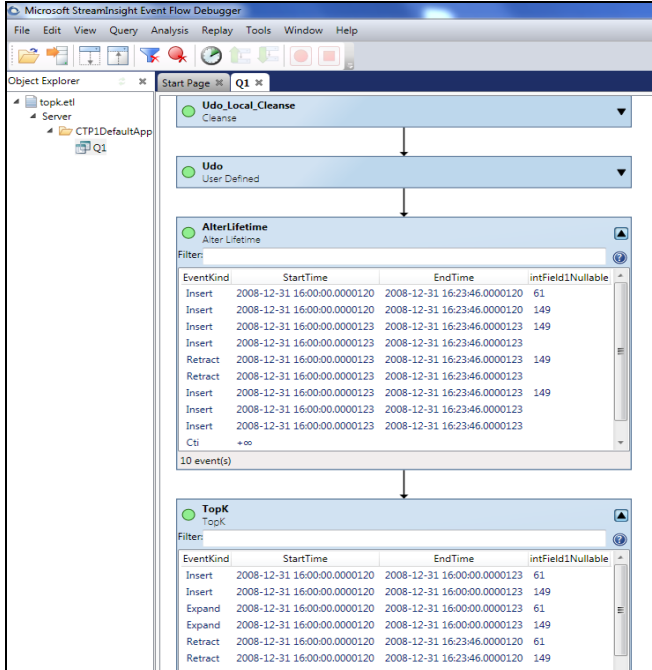 Microsoft StreamInsight Event Flow Debugger
File Edit View Query Analysis Replay Tools Window Help
Object Explorer
Start Page Q1
topk.etl
Server
CTP1DefaultApp
Q1
Udo_Local_Cleanse
Cleanse
Udo
User Defined
AlterLifetime
Alter Lifetime
Filter:
EventKind StartTime EndTime intField1Nullable
Insert 2008-12-31 16:00:00.0000120 2008-12-31 16:23:46.0000120 61
Insert 2008-12-31 16:00:00.0000120 2008-12-31 16:23:46.0000120 149
Insert 2008-12-31 16:00:00.0000123 2008-12-31 16:23:46.0000123 149
Insert 2008-12-31 16:00:00.0000123 2008-12-31 16:23:46.0000123
Retract 2008-12-31 16:00:00.0000123 2008-12-31 16:23:46.0000123 149
Retract 2008-12-31 16:00:00.0000123 2008-12-31 16:23:46.0000123
Insert 2008-12-31 16:00:00.0000123 2008-12-31 16:23:46.0000123 149
Insert 2008-12-31 16:00:00.0000123 2008-12-31 16:23:46.0000123
Insert 2008-12-31 16:00:00.0000123 2008-12-31 16:23:46.0000123
Cti +∞
10 event(s)
TopK
TopK
Filter:
EventKind StartTime EndTime intField1Nullable
Insert 2008-12-31 16:00:00.0000120 2008-12-31 16:00:00.0000123 61
Insert 2008-12-31 16:00:00.0000120 2008-12-31 16:00:00.0000123 149
Expand 2008-12-31 16:00:00.0000120 2008-12-31 16:00:00.0000123 61
Expand 2008-12-31 16:00:00.0000120 2008-12-31 16:00:00.0000123 149
Retract 2008-12-31 16:00:00.0000120 2008-12-31 16:23:46.0000120 61
Retract 2008-12-31 16:00:00.0000120 2008-12-31 16:23:46.0000120 149